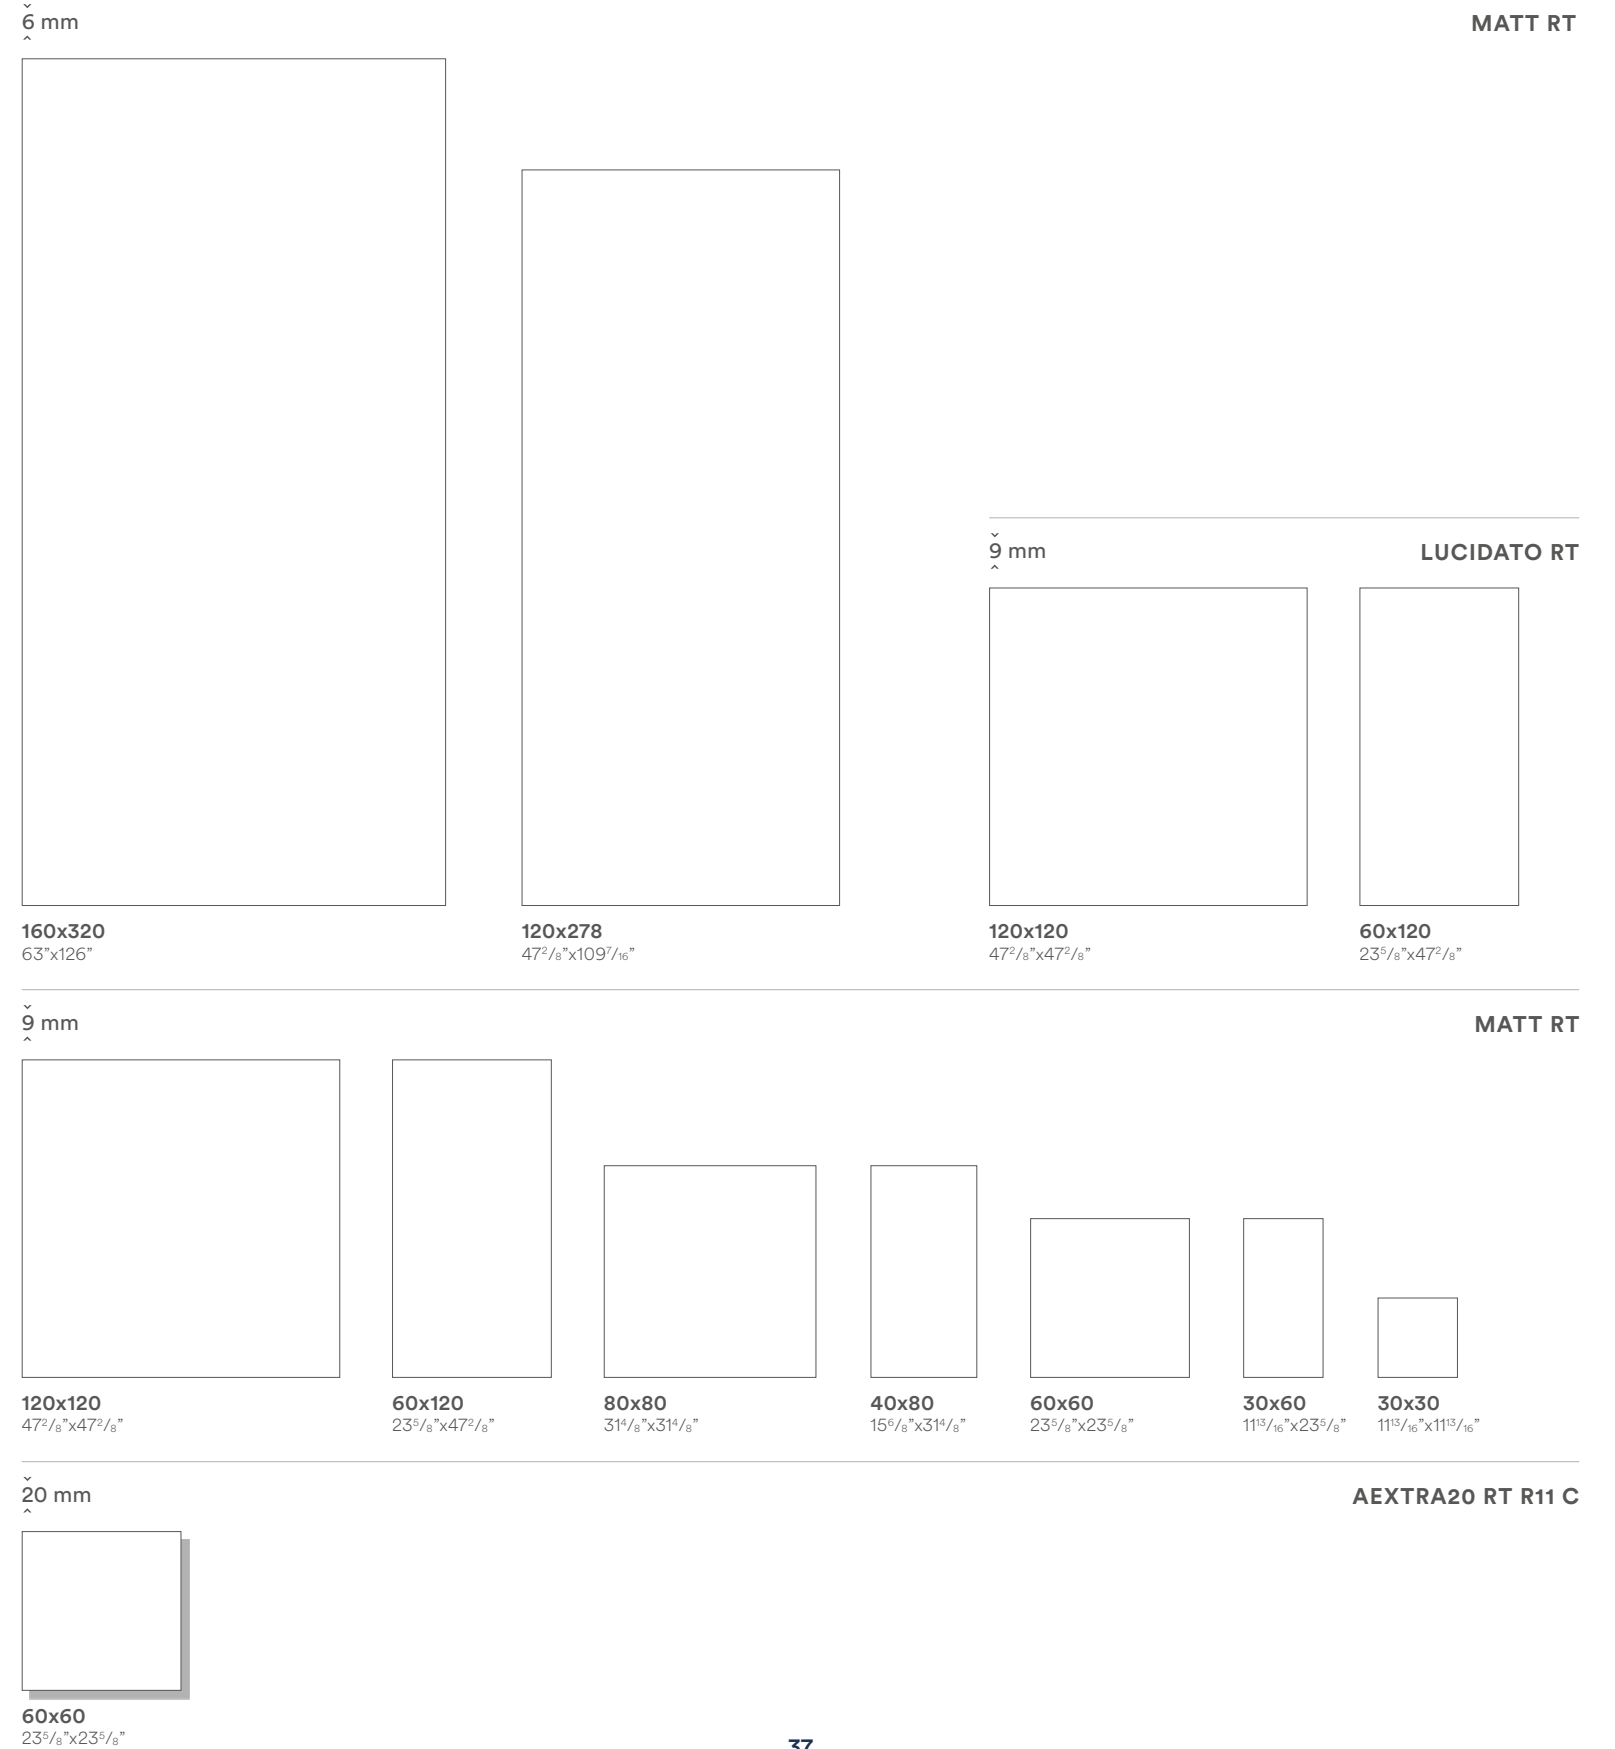 6 mm
MATT RT
9 mm
LUCIDATO RT
160x320
63”x126”
120x278
47²/₈”x109⁷/₁₆”
120x120
47²/₈”x47²/₈”
60x120
23⁵/₈”x47²/₈”
9 mm
MATT RT
120x120
47²/₈”x47²/₈”
60x120
23⁵/₈”x47²/₈”
80x80
31⁴/₈”x31⁴/₈”
40x80
15⁶/₈”x31⁴/₈”
60x60
23⁵/₈”x23⁵/₈”
30x60
11¹³/₁₆”x23⁵/₈”
30x30
11¹³/₁₆”x11¹³/₁₆”
20 mm
AEXTRA20 RT R11 C
60x60
23⁵/₈”x23⁵/₈”
37